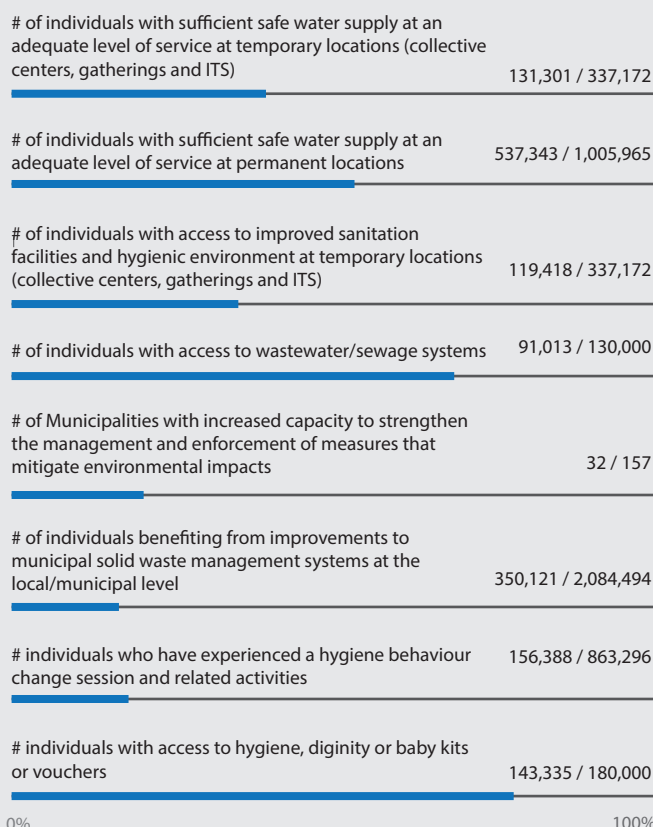 # of individuals with sufficient safe water supply at an
adequate level of service at temporary locations (collective
centers, gatherings and ITS)
131,301 / 337,172
# of individuals with sufficient safe water supply at an
adequate level of service at permanent locations
537,343 / 1,005,965
# of individuals with access to improved sanitation
facilities and hygienic environment at temporary locations
(collective centers, gatherings and ITS)
119,418 / 337,172
# of individuals with access to wastewater/sewage systems
91,013 / 130,000
# of Municipalities with increased capacity to strengthen
the management and enforcement of measures that
mitigate environmental impacts
32 / 157
# of individuals benefiting from improvements to
municipal solid waste management systems at the
local/municipal level
350,121 / 2,084,494
# individuals who have experienced a hygiene behaviour
change session and related activities
156,388 / 863,296
# individuals with access to hygiene, diginity or baby kits
or vouchers
143,335 / 180,000
0%
100%